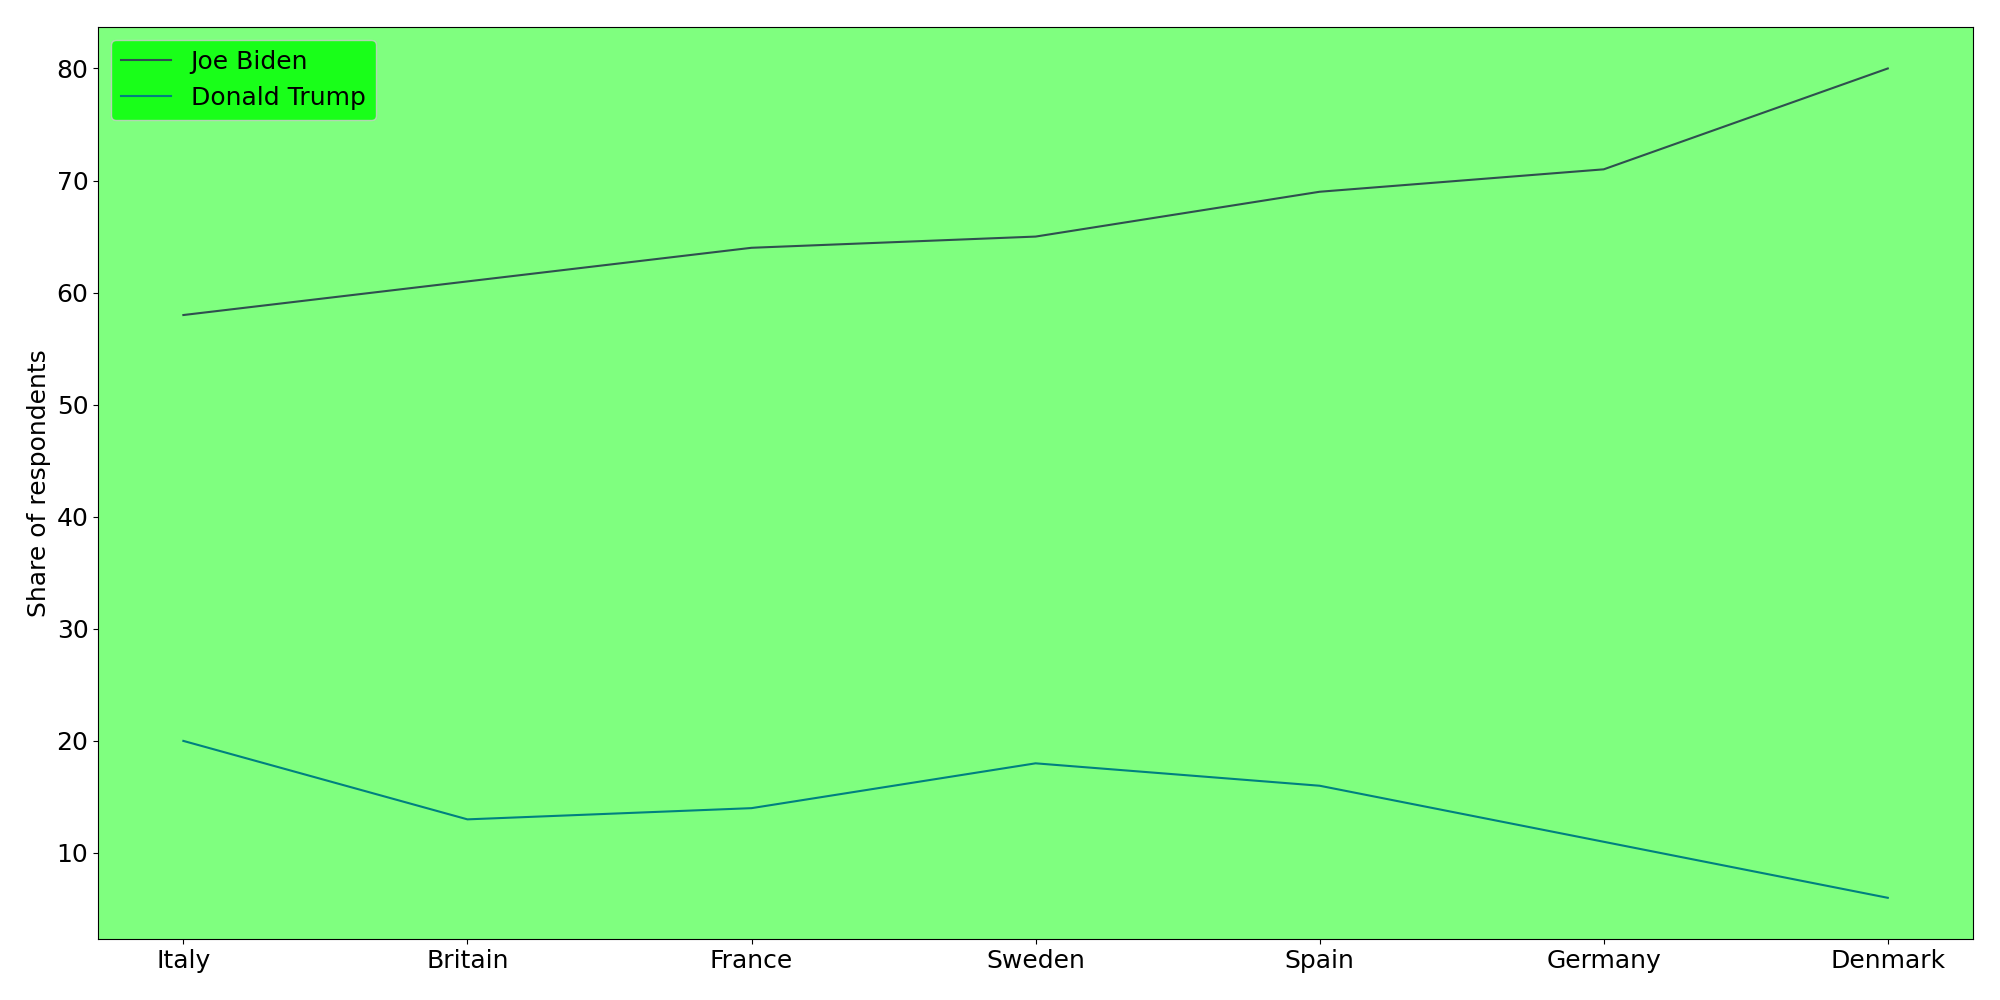 Joe Biden
Donald Trump
80
70
60
50
40
30
20
10
Share of respondents
Italy Britain France Sweden Spain Germany Denmark